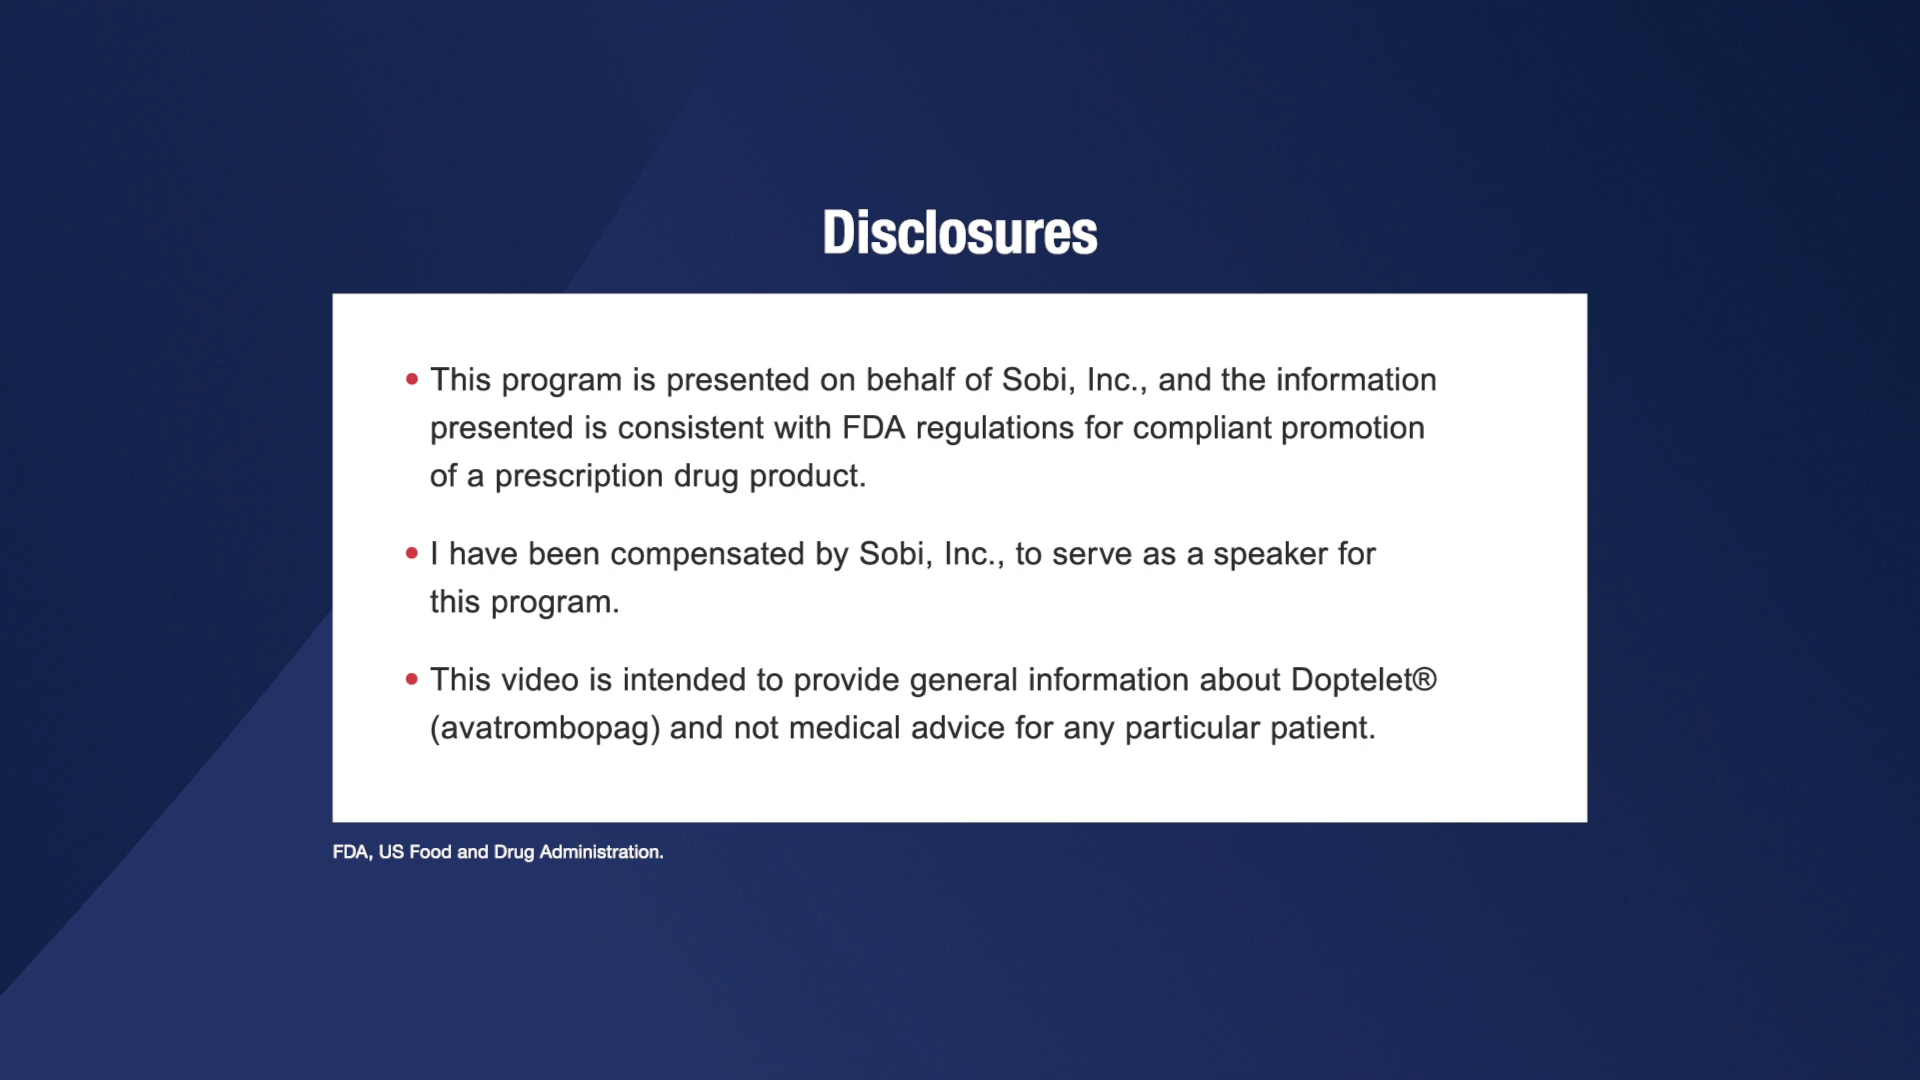 Disclosures
• This program is presented on behalf of Sobi, Inc., and the information
presented is consistent with FDA regulations for compliant promotion
of a prescription drug product.
• I have been compensated by Sobi, Inc., to serve as a speaker for
this program.
• This video is intended to provide general information about Doptelet®
(avatrombopag) and not medical advice for any particular patient.
FDA, US Food and Drug Administration.